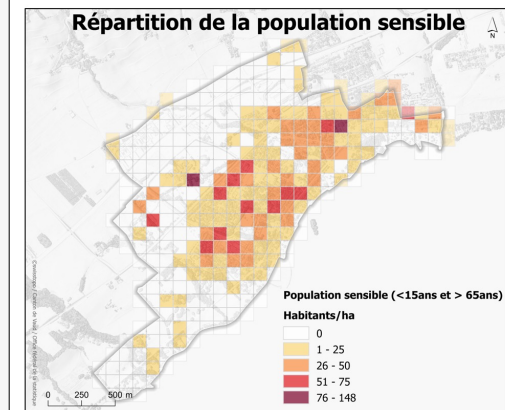 Répartition de la population sensible
N
Population sensible (<15ans et > 65ans)
Habitants/ha
0
1 - 25
26 - 50
51 - 75
76 - 148
0 250 500 m